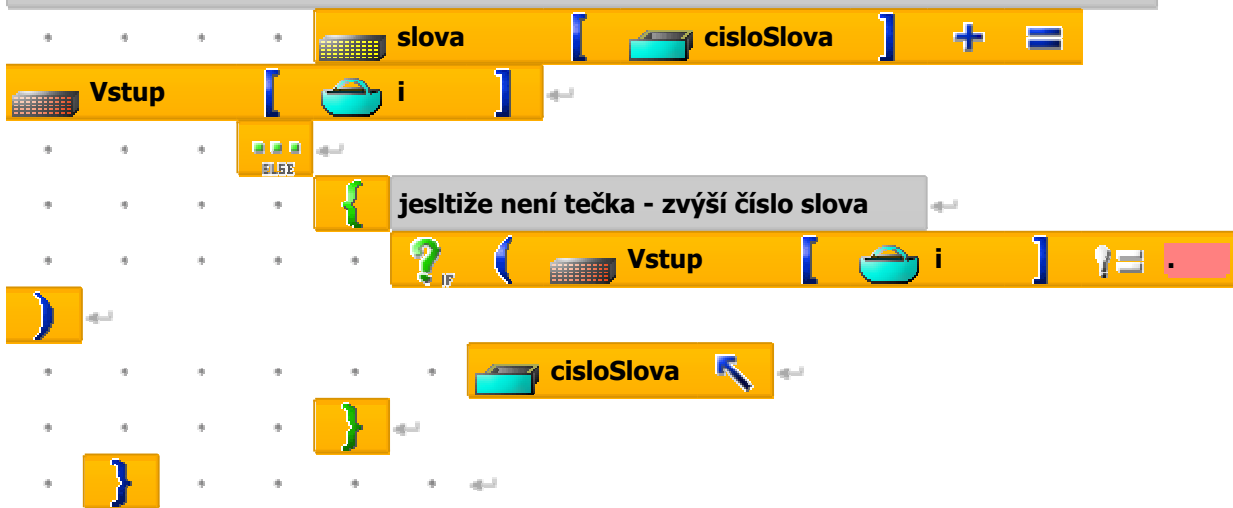 slova [ cisloSlova ] + =
Vstup [ i ]
ELSE
{ jesltiže není tečka - zvýší číslo slova
? IF ( Vstup [ i ] != .
)
cisloSlova
}
}